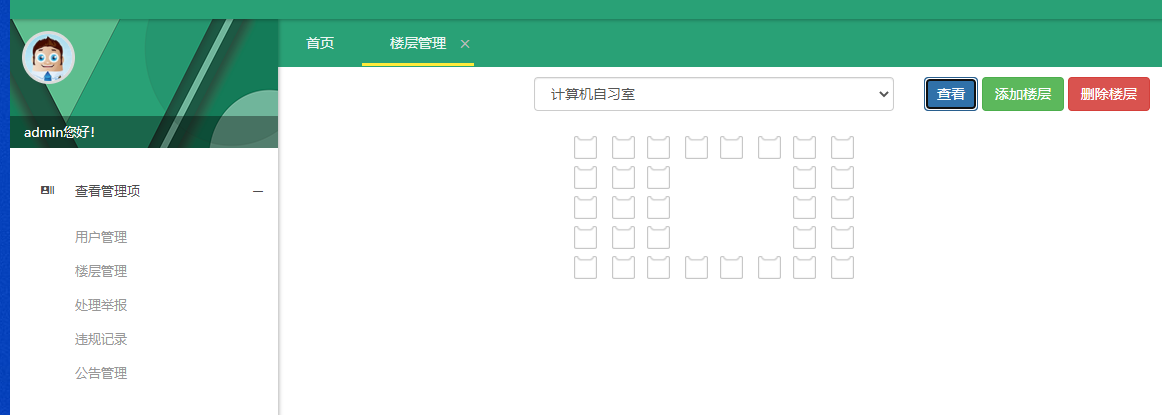 首页
楼层管理 ×
计算机自习室
查看
添加楼层
删除楼层
admin您好！
查看管理项
用户管理
楼层管理
处理举报
违规记录
公告管理